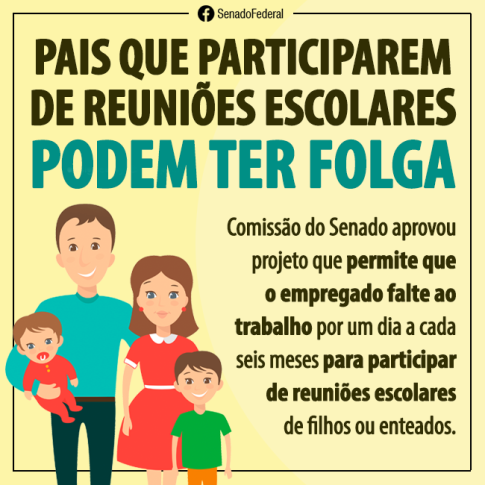 SenadoFederal
PAIS QUE PARTICIPAREM
DE REUNIÕES ESCOLARES
PODEM TER FOLGA
Comissão do Senado aprovou
projeto que permite que
o empregado falte ao
trabalho por um dia a cada
seis meses para participar
de reuniões escolares
de filhos ou enteados.